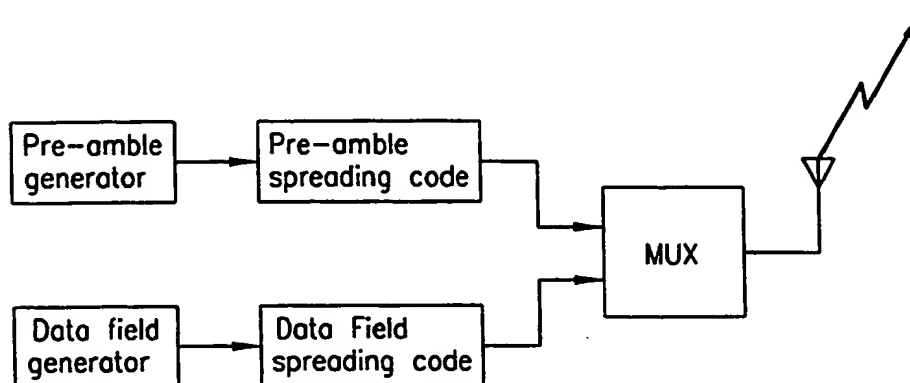 Pre-amble
generator
Pre-amble
spreading code
MUX
Data field
generator
Data Field
spreading code